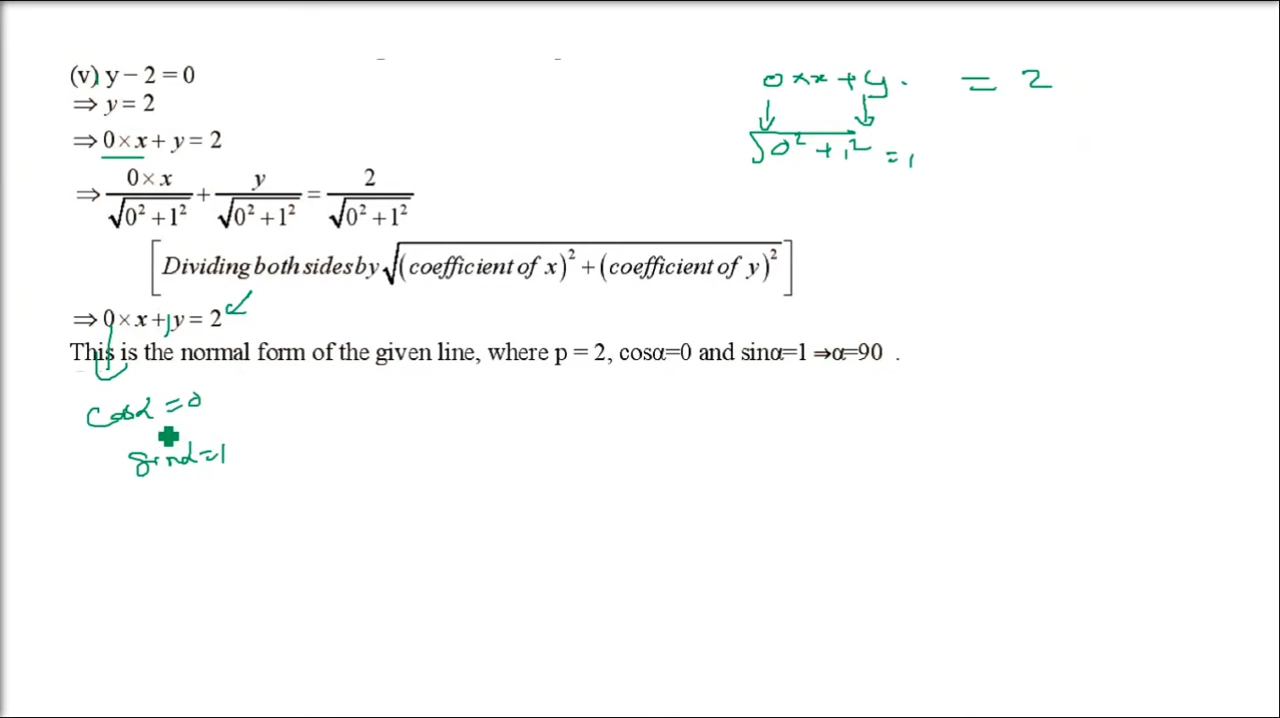 (v) y − 2 = 0
⇒ y = 2
⇒ 0 × x + y = 2
⇒ 0 × x / √(0² + 1²) + y / √(0² + 1²) = 2 / √(0² + 1²)
[Dividing both sides by √((coefficient of x)² + (coefficient of y)²)]
⇒ 0 × x + 1y = 2
This is the normal form of the given line, where p = 2, cosα=0 and sinα=1 ⇒α=90 .
cosα = 0
sinα = 1
0 × x + y . = 2
√0² + 1² = 1